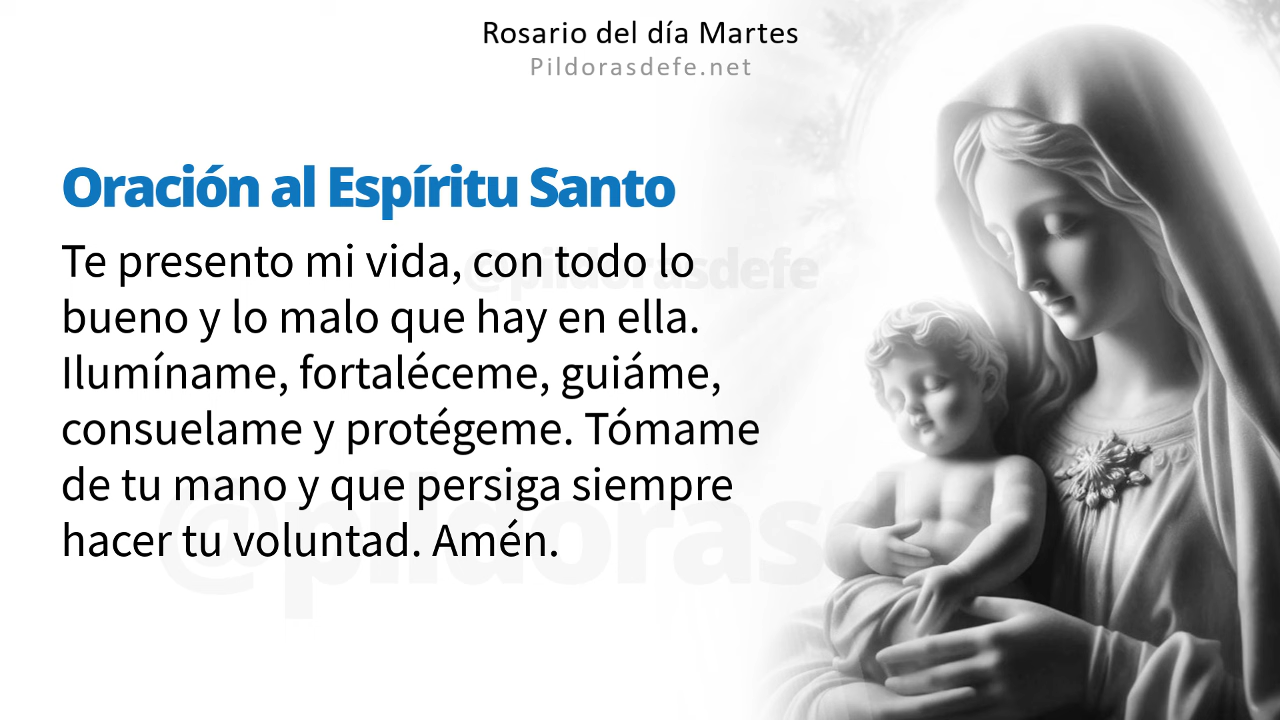 Rosario del día Martes
Pildorasdefe.net
Oración al Espíritu Santo
Te presento mi vida, con todo lo
bueno y lo malo que hay en ella.
Ilumíname, fortaléceme, guiáme,
consuelame y protégeme. Tómame
de tu mano y que persiga siempre
hacer tu voluntad. Amén.
@pildorasdefe
@pildorasd